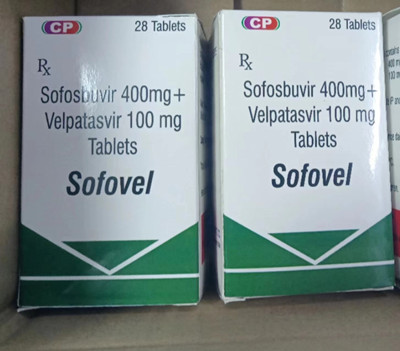 CP
28 Tablets
Rx
Sofosbuvir 400mg+
Velpatasvir 100 mg
Tablets
Sofovel
CP
28 Tablets
Rx
Sofosbuvir 400mg+
Velpatasvir 100 mg
Tablets
Sofovel